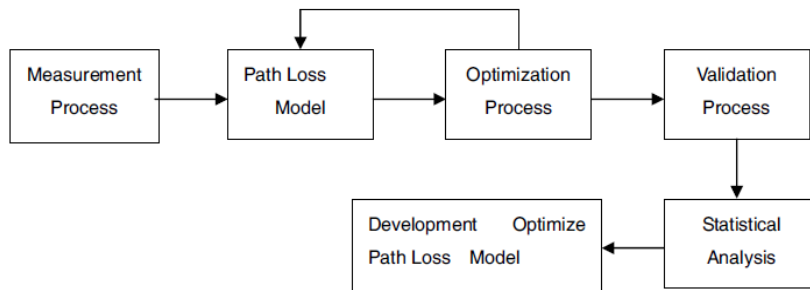 Measurement
Process
Path Loss
Model
Optimization
Process
Validation
Process
Development Optimize
Path Loss Model
Statistical
Analysis